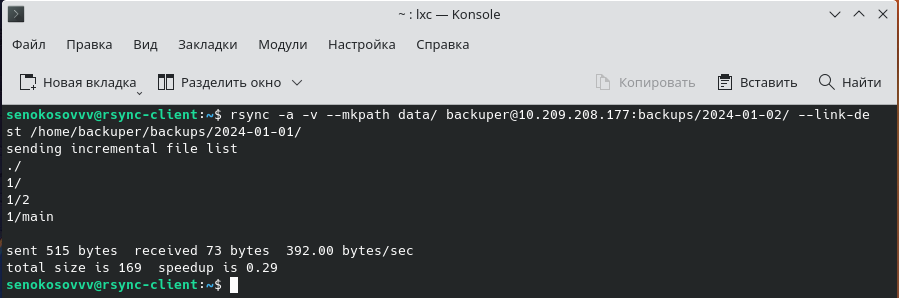 ~ : lxc — Konsole
Файл Правка Вид Закладки Модули Настройка Справка
Новая вкладка Разделить окно Копировать Вставить Найти
senokosovvv@rsync-client:~$ rsync -a -v --mkpath data/ backuper@10.209.208.177:backups/2024-01-02/ --link-de
st /home/backuper/backups/2024-01-01/
sending incremental file list
./
1/
1/2
1/main
sent 515 bytes  received 73 bytes  392.00 bytes/sec
total size is 169  speedup is 0.29
senokosovvv@rsync-client:~$